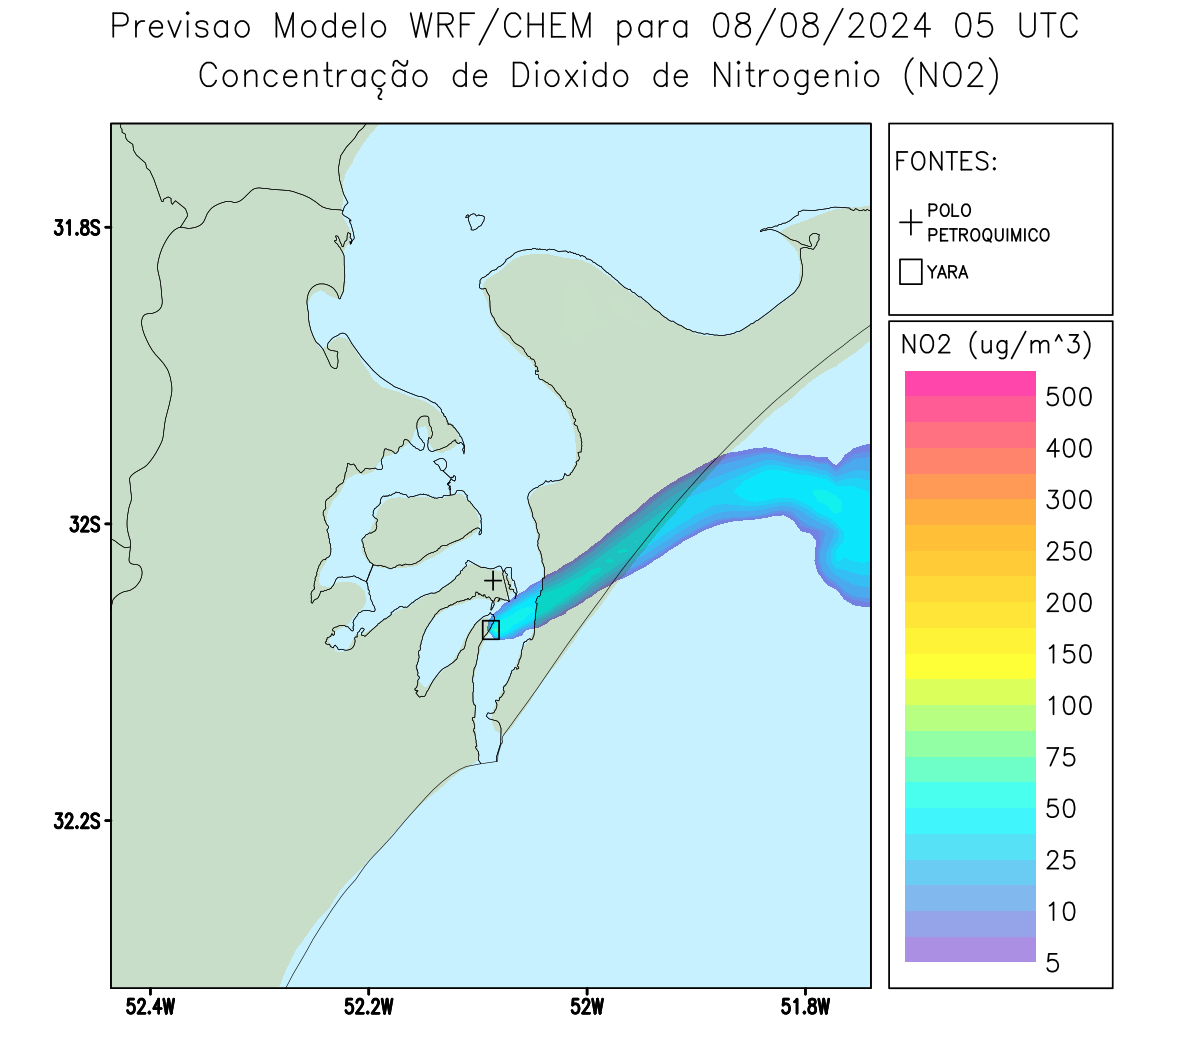 Previsao Modelo WRF/CHEM para 08/08/2024 05 UTC
Concentração de Dioxido de Nitrogenio (NO2)
FONTES:
POLO
PETROQUIMICO
YARA
31.8S
32S
32.2S
52.4W
52.2W
52W
51.8W
NO2 (ug/m^3)
500
400
300
250
200
150
100
75
50
25
10
5